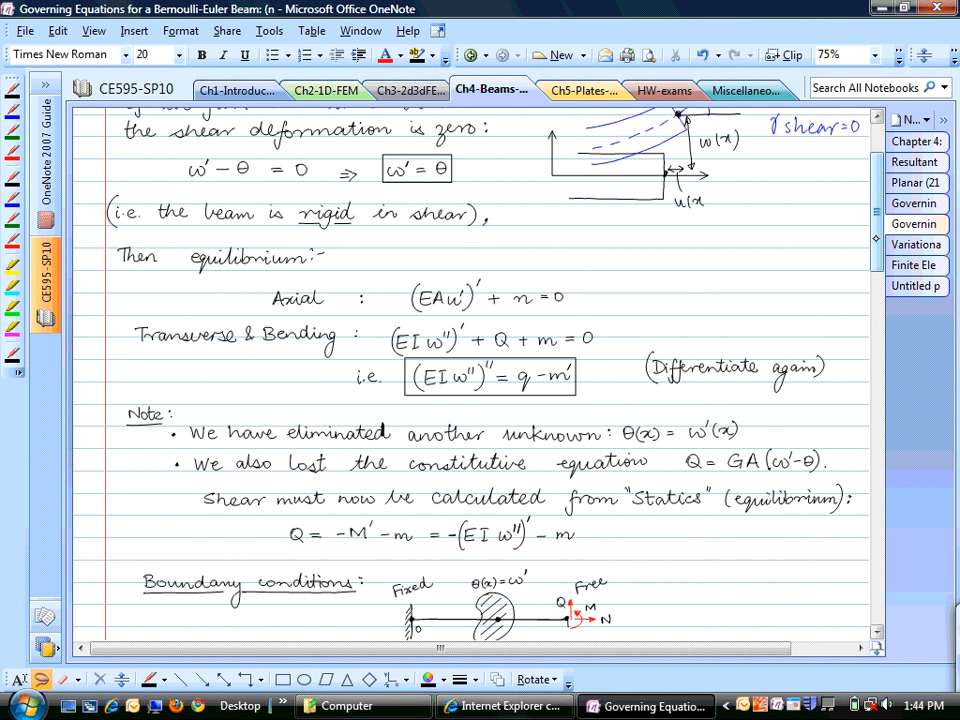 Governing Equations for a Bernoulli-Euler Beam: (n - Microsoft Office OneNote
File Edit View Insert Format Share Tools Table Window Help
Times New Roman 20 B I U A ab New Clip 75%
CE595-SP10 Ch1-Introduc... Ch2-1D-FEM Ch3-2d3dFE... Ch4-Beams-... Ch5-Plates-... HW-exams Miscellaneo... Search All Notebooks
OneNote 2007 Guide
CE595-SP10
N...
Chapter 4:
Resultant
Planar (21
Governin
Governin
Variationa
Finite Ele
Untitled p
the shear deformation is zero:
γ shear = 0
w(x)
u(x
w' - θ = 0 ⇒ w' = θ
(i.e. the beam is rigid in shear),
Then equilibrium:-
Axial : (EAu')' + n = 0
Transverse & Bending : (EI w'')' + Q + m = 0
i.e. (EI w'')'' = q - m' (Differentiate again)
Note:
• We have eliminated another unknown: θ(x) = w'(x)
• We also lost the constitutive equation Q = GA(w'-θ).
Shear must now be calculated from "Statics" (equilibrium):
Q = -M' - m = -(EI w'')' - m
Boundary conditions: Fixed θ(x)=w' Free
Q M N
0
Rotate
Desktop Computer Internet Explorer c... Governing Equatio... 1:44 PM